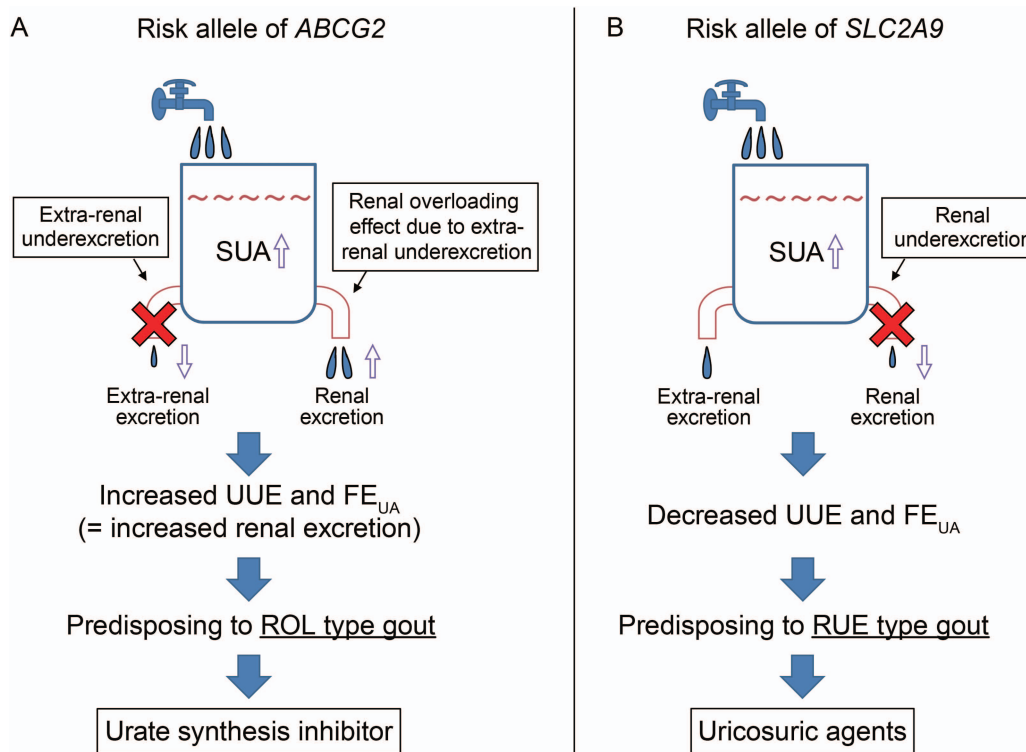 A
Risk allele of ABCG2
Extra-renal
underexcretion
Renal overloading
effect due to extra-
renal underexcretion
SUA
Extra-renal
excretion
Renal
excretion
Increased UUE and FEUA
(= increased renal excretion)
Predisposing to ROL type gout
Urate synthesis inhibitor
B
Risk allele of SLC2A9
Renal
underexcretion
SUA
Extra-renal
excretion
Renal
excretion
Decreased UUE and FEUA
Predisposing to RUE type gout
Uricosuric agents